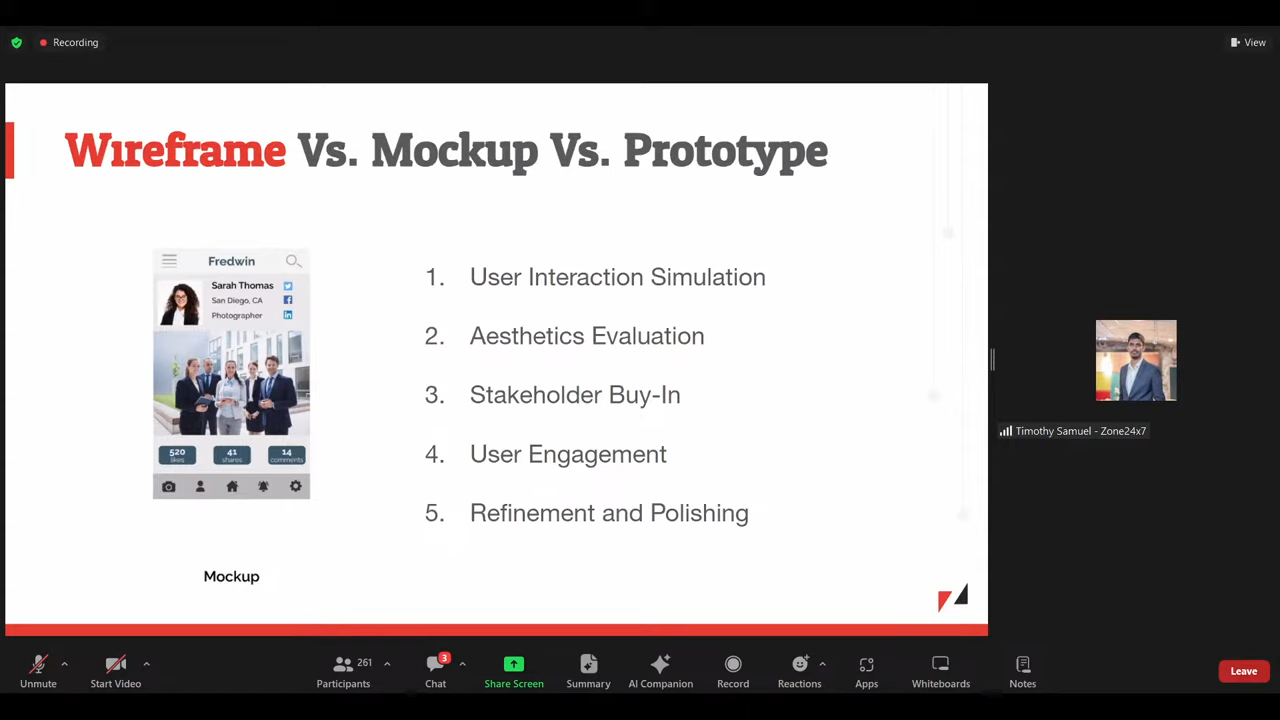 Recording
View
Wireframe Vs. Mockup Vs. Prototype
Fredwin
Sarah Thomas
San Diego, CA
Photographer
520
likes
41
shares
14
comments
Mockup
1. User Interaction Simulation
2. Aesthetics Evaluation
3. Stakeholder Buy-In
4. User Engagement
5. Refinement and Polishing
Timothy Samuel - Zone24x7
Unmute
Start Video
261
Participants
3
Chat
Share Screen
Summary
AI Companion
Record
Reactions
Apps
Whiteboards
Notes
Leave